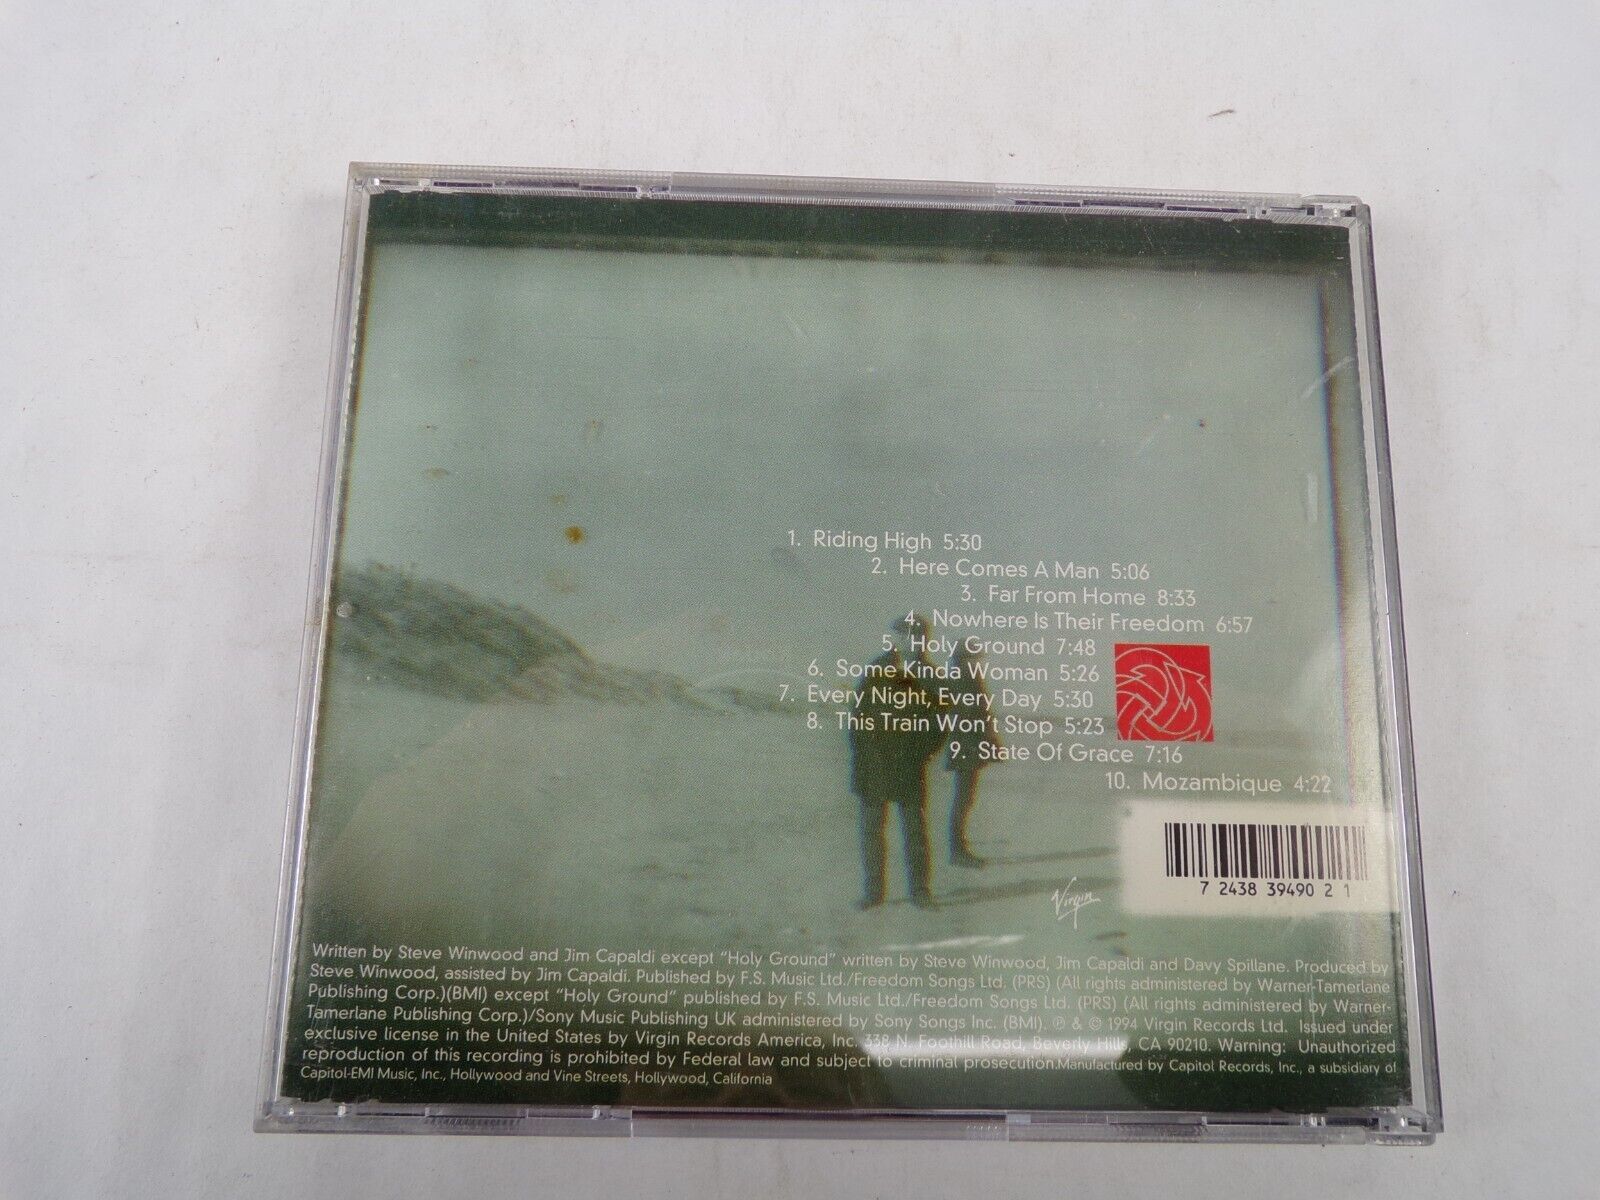 1. Riding High 5:30
2. Here Comes A Man 5:06
3. Far From Home 8:33
4. Nowhere Is Their Freedom 6:57
5. Holy Ground 7:48
6. Some Kinda Woman 5:26
7. Every Night, Every Day 5:30
8. This Train Won't Stop 5:23
9. State Of Grace 7:16
10. Mozambique 4:22
7 24383 94902 1
Virgin
Written by Steve Winwood and Jim Capaldi except "Holy Ground" written by Steve Winwood, Jim Capaldi and Davy Spillane. Produced by
Steve Winwood, assisted by Jim Capaldi. Published by F.S. Music Ltd./Freedom Songs Ltd. (PRS) (All rights administered by Warner-Tamerlane
Publishing Corp.)(BMI) except "Holy Ground" published by F.S. Music Ltd./Freedom Songs Ltd. (PRS) (All rights administered by Warner-
Tamerlane Publishing Corp.)/Sony Music Publishing UK administered by Sony Songs Inc. (BMI). ℗ & © 1994 Virgin Records Ltd. Issued under
exclusive license in the United States by Virgin Records America, Inc. 338 N. Foothill Road, Beverly Hills, CA 90210. Warning: Unauthorized
reproduction of this recording is prohibited by Federal law and subject to criminal prosecution.Manufactured by Capitol Records, Inc., a subsidiary of
Capitol-EMI Music, Inc., Hollywood and Vine Streets, Hollywood, California